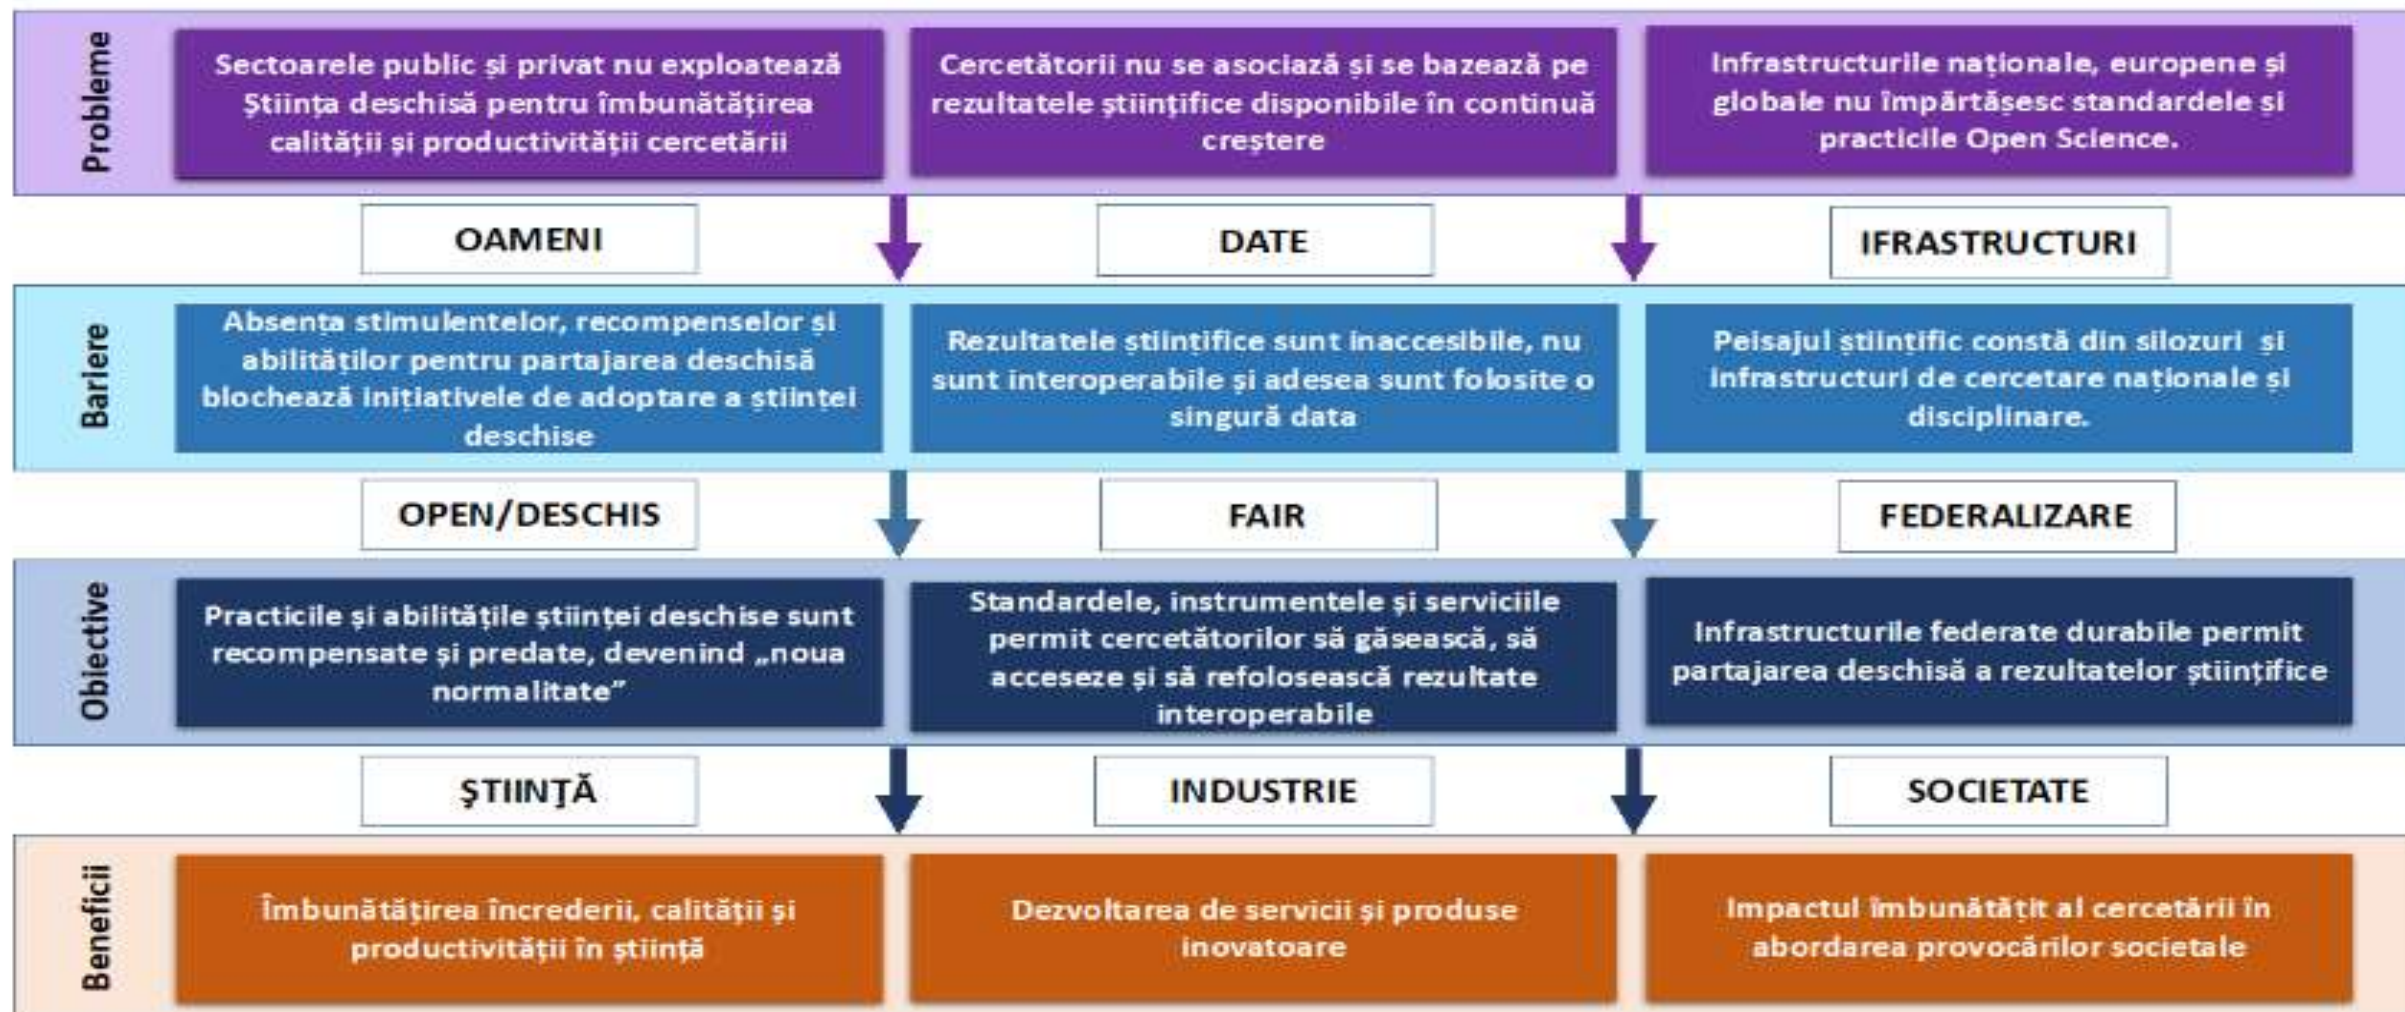 Probleme
Sectoarele public și privat nu exploatează
Știința deschisă pentru îmbunătățirea
calității și productivității cercetării
Cercetătorii nu se asociază și se bazează pe
rezultatele științifice disponibile în continuă
creștere
Infrastructurile naționale, europene și
globale nu împărtășesc standardele și
practicile Open Science.
OAMENI
DATE
IFRASTRUCTURI
Bariere
Absența stimulentelor, recompenselor și
abilităților pentru partajarea deschisă
blochează inițiativele de adoptare a științei
deschise
Rezultatele științifice sunt inaccesibile, nu
sunt interoperabile și adesea sunt folosite o
singură data
Peisajul științific constă din silozuri și
infrastructuri de cercetare naționale și
disciplinare.
OPEN/DESCHIS
FAIR
FEDERALIZARE
Obiective
Practicile și abilitățile științei deschise sunt
recompensate și predate, devenind „noua
normalitate”
Standardele, instrumentele și serviciile
permit cercetătorilor să găsească, să
acceseze și să refolosească rezultate
interoperabile
Infrastructurile federate durabile permit
partajarea deschisă a rezultatelor științifice
ŞTIINŢĂ
INDUSTRIE
SOCIETATE
Beneficii
Îmbunătățirea încrederii, calității și
productivității în știință
Dezvoltarea de servicii și produse
inovatoare
Impactul îmbunătățit al cercetării în
abordarea provocărilor societale